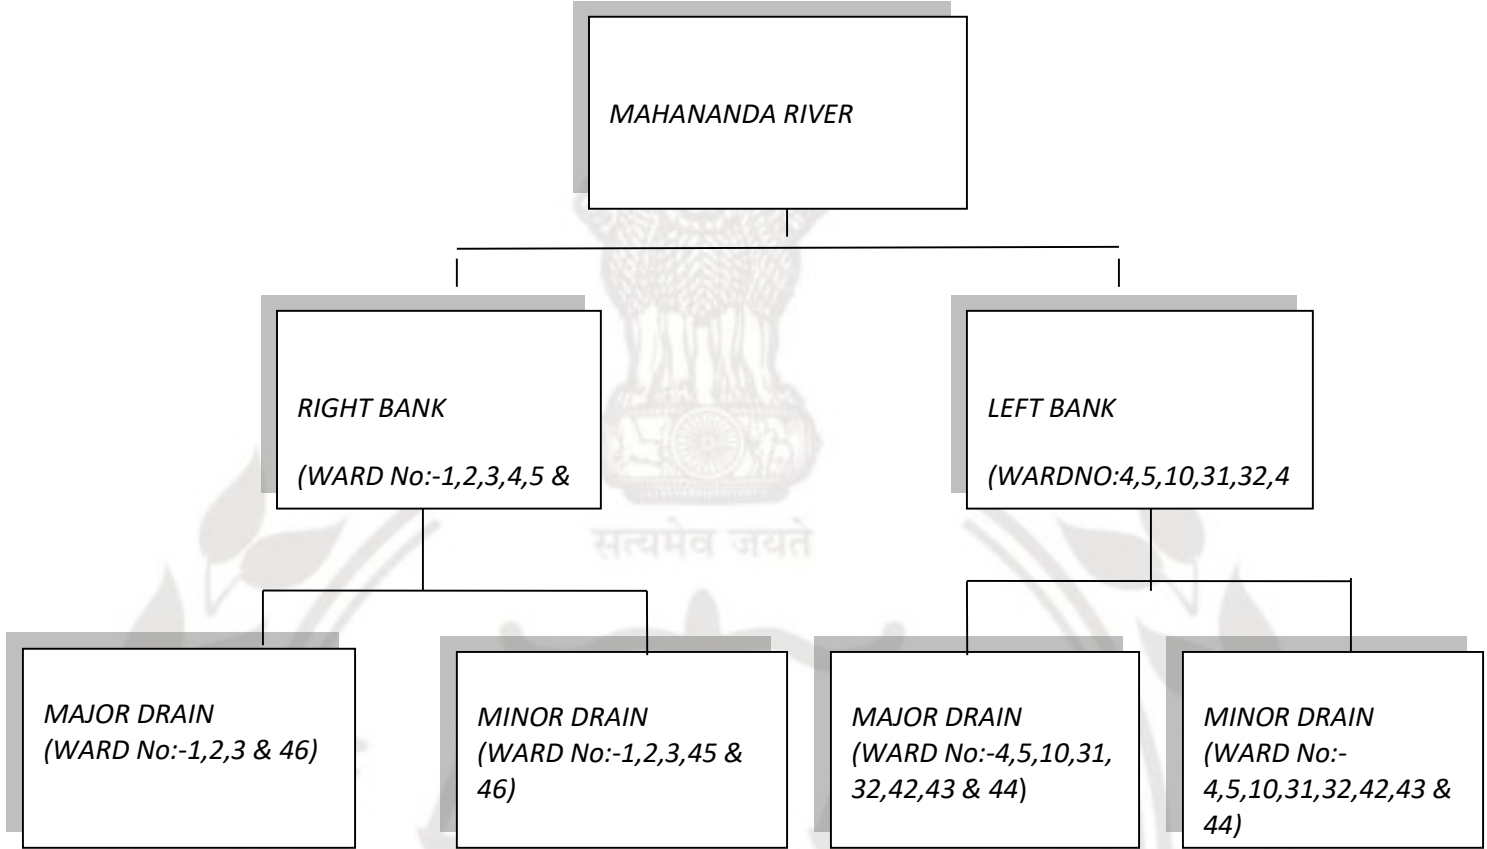 MAHANANDA RIVER
RIGHT BANK
(WARD No:-1,2,3,4,5 &
LEFT BANK
(WARDNO:4,5,10,31,32,4
सत्यमेव जयते
MAJOR DRAIN
(WARD No:-1,2,3 & 46)
MINOR DRAIN
(WARD No:-1,2,3,45 &
46)
MAJOR DRAIN
(WARD No:-4,5,10,31,
32,42,43 & 44)
MINOR DRAIN
(WARD No:-
4,5,10,31,32,42,43 &
44)